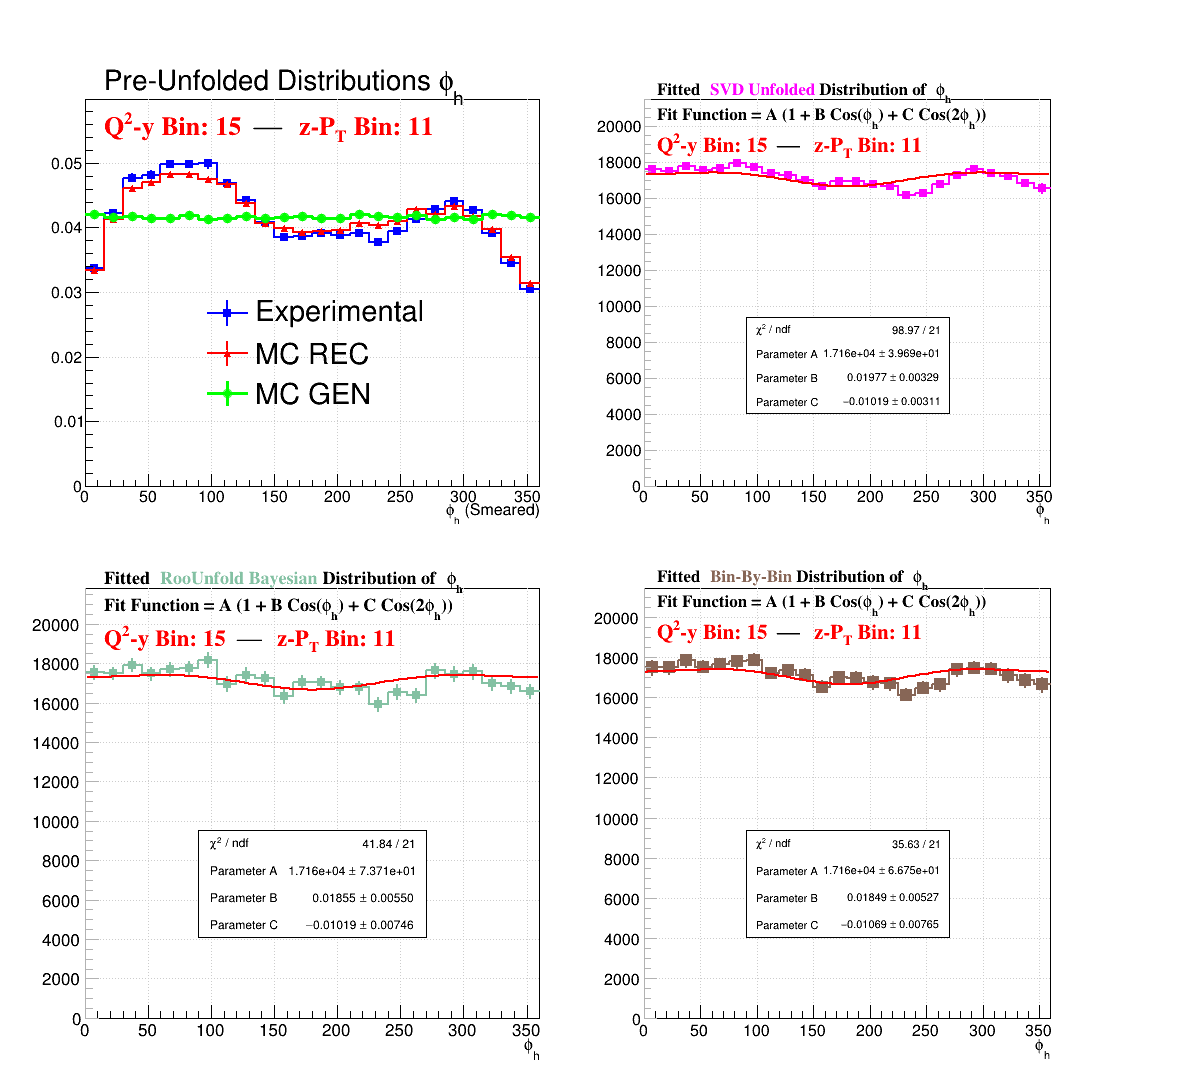 Pre-Unfolded Distributions ϕh
Q²-y Bin: 15 — z-PT Bin: 11
0.05
0.04
0.03
0.02
0.01
0
Experimental
MC REC
MC GEN
0 50 100 150 200 250 300 350
ϕh (Smeared)
Fitted SVD Unfolded Distribution of ϕh
Fit Function = A (1 + B Cos(ϕh) + C Cos(2ϕh))
Q²-y Bin: 15 — z-PT Bin: 11
20000
18000
16000
14000
12000
10000
8000
6000
4000
2000
0
χ² / ndf 98.97 / 21
Parameter A 1.716e+04 ± 3.969e+01
Parameter B 0.01977 ± 0.00329
Parameter C −0.01019 ± 0.00311
0 50 100 150 200 250 300 350
ϕh
Fitted RooUnfold Bayesian Distribution of ϕh
Fit Function = A (1 + B Cos(ϕh) + C Cos(2ϕh))
Q²-y Bin: 15 — z-PT Bin: 11
20000
18000
16000
14000
12000
10000
8000
6000
4000
2000
0
χ² / ndf 41.84 / 21
Parameter A 1.716e+04 ± 7.371e+01
Parameter B 0.01855 ± 0.00550
Parameter C −0.01019 ± 0.00746
0 50 100 150 200 250 300 350
ϕh
Fitted Bin-By-Bin Distribution of ϕh
Fit Function = A (1 + B Cos(ϕh) + C Cos(2ϕh))
Q²-y Bin: 15 — z-PT Bin: 11
20000
18000
16000
14000
12000
10000
8000
6000
4000
2000
0
χ² / ndf 35.63 / 21
Parameter A 1.716e+04 ± 6.675e+01
Parameter B 0.01849 ± 0.00527
Parameter C −0.01069 ± 0.00765
0 50 100 150 200 250 300 350
ϕh